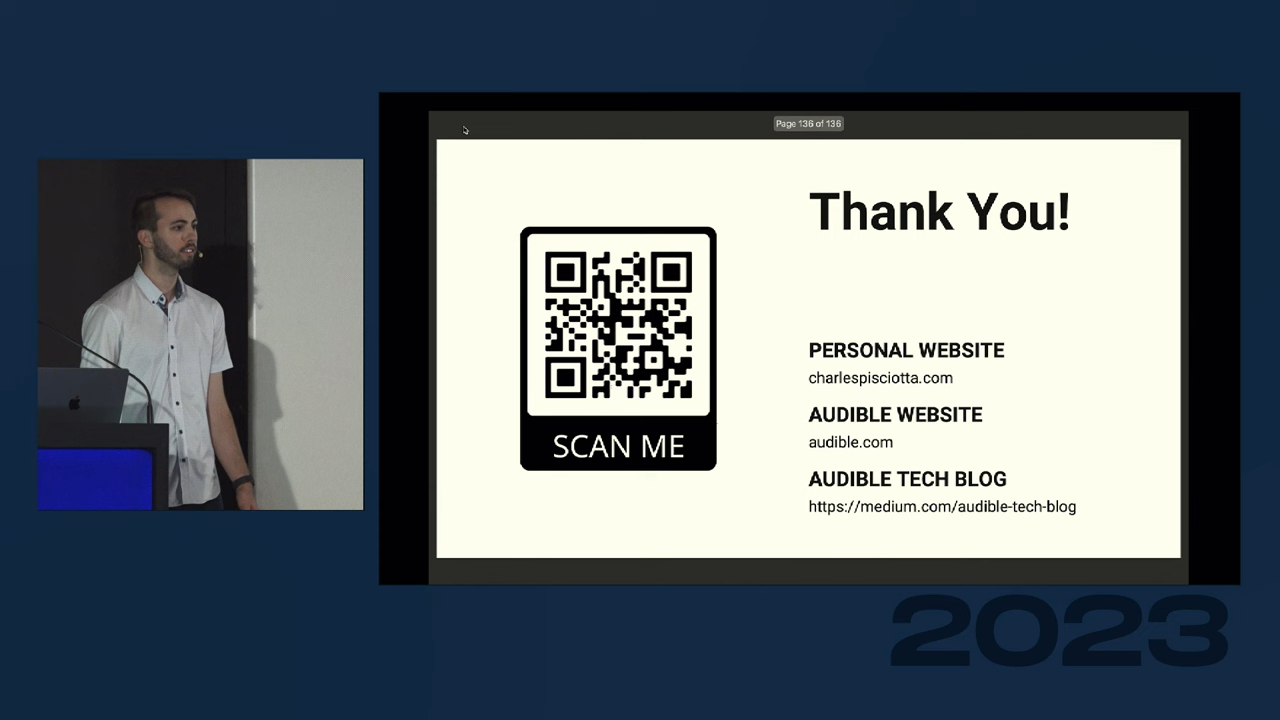 Page 136 of 136
Thank You!
SCAN ME
PERSONAL WEBSITE
charlespisciotta.com
AUDIBLE WEBSITE
audible.com
AUDIBLE TECH BLOG
https://medium.com/audible-tech-blog
2023